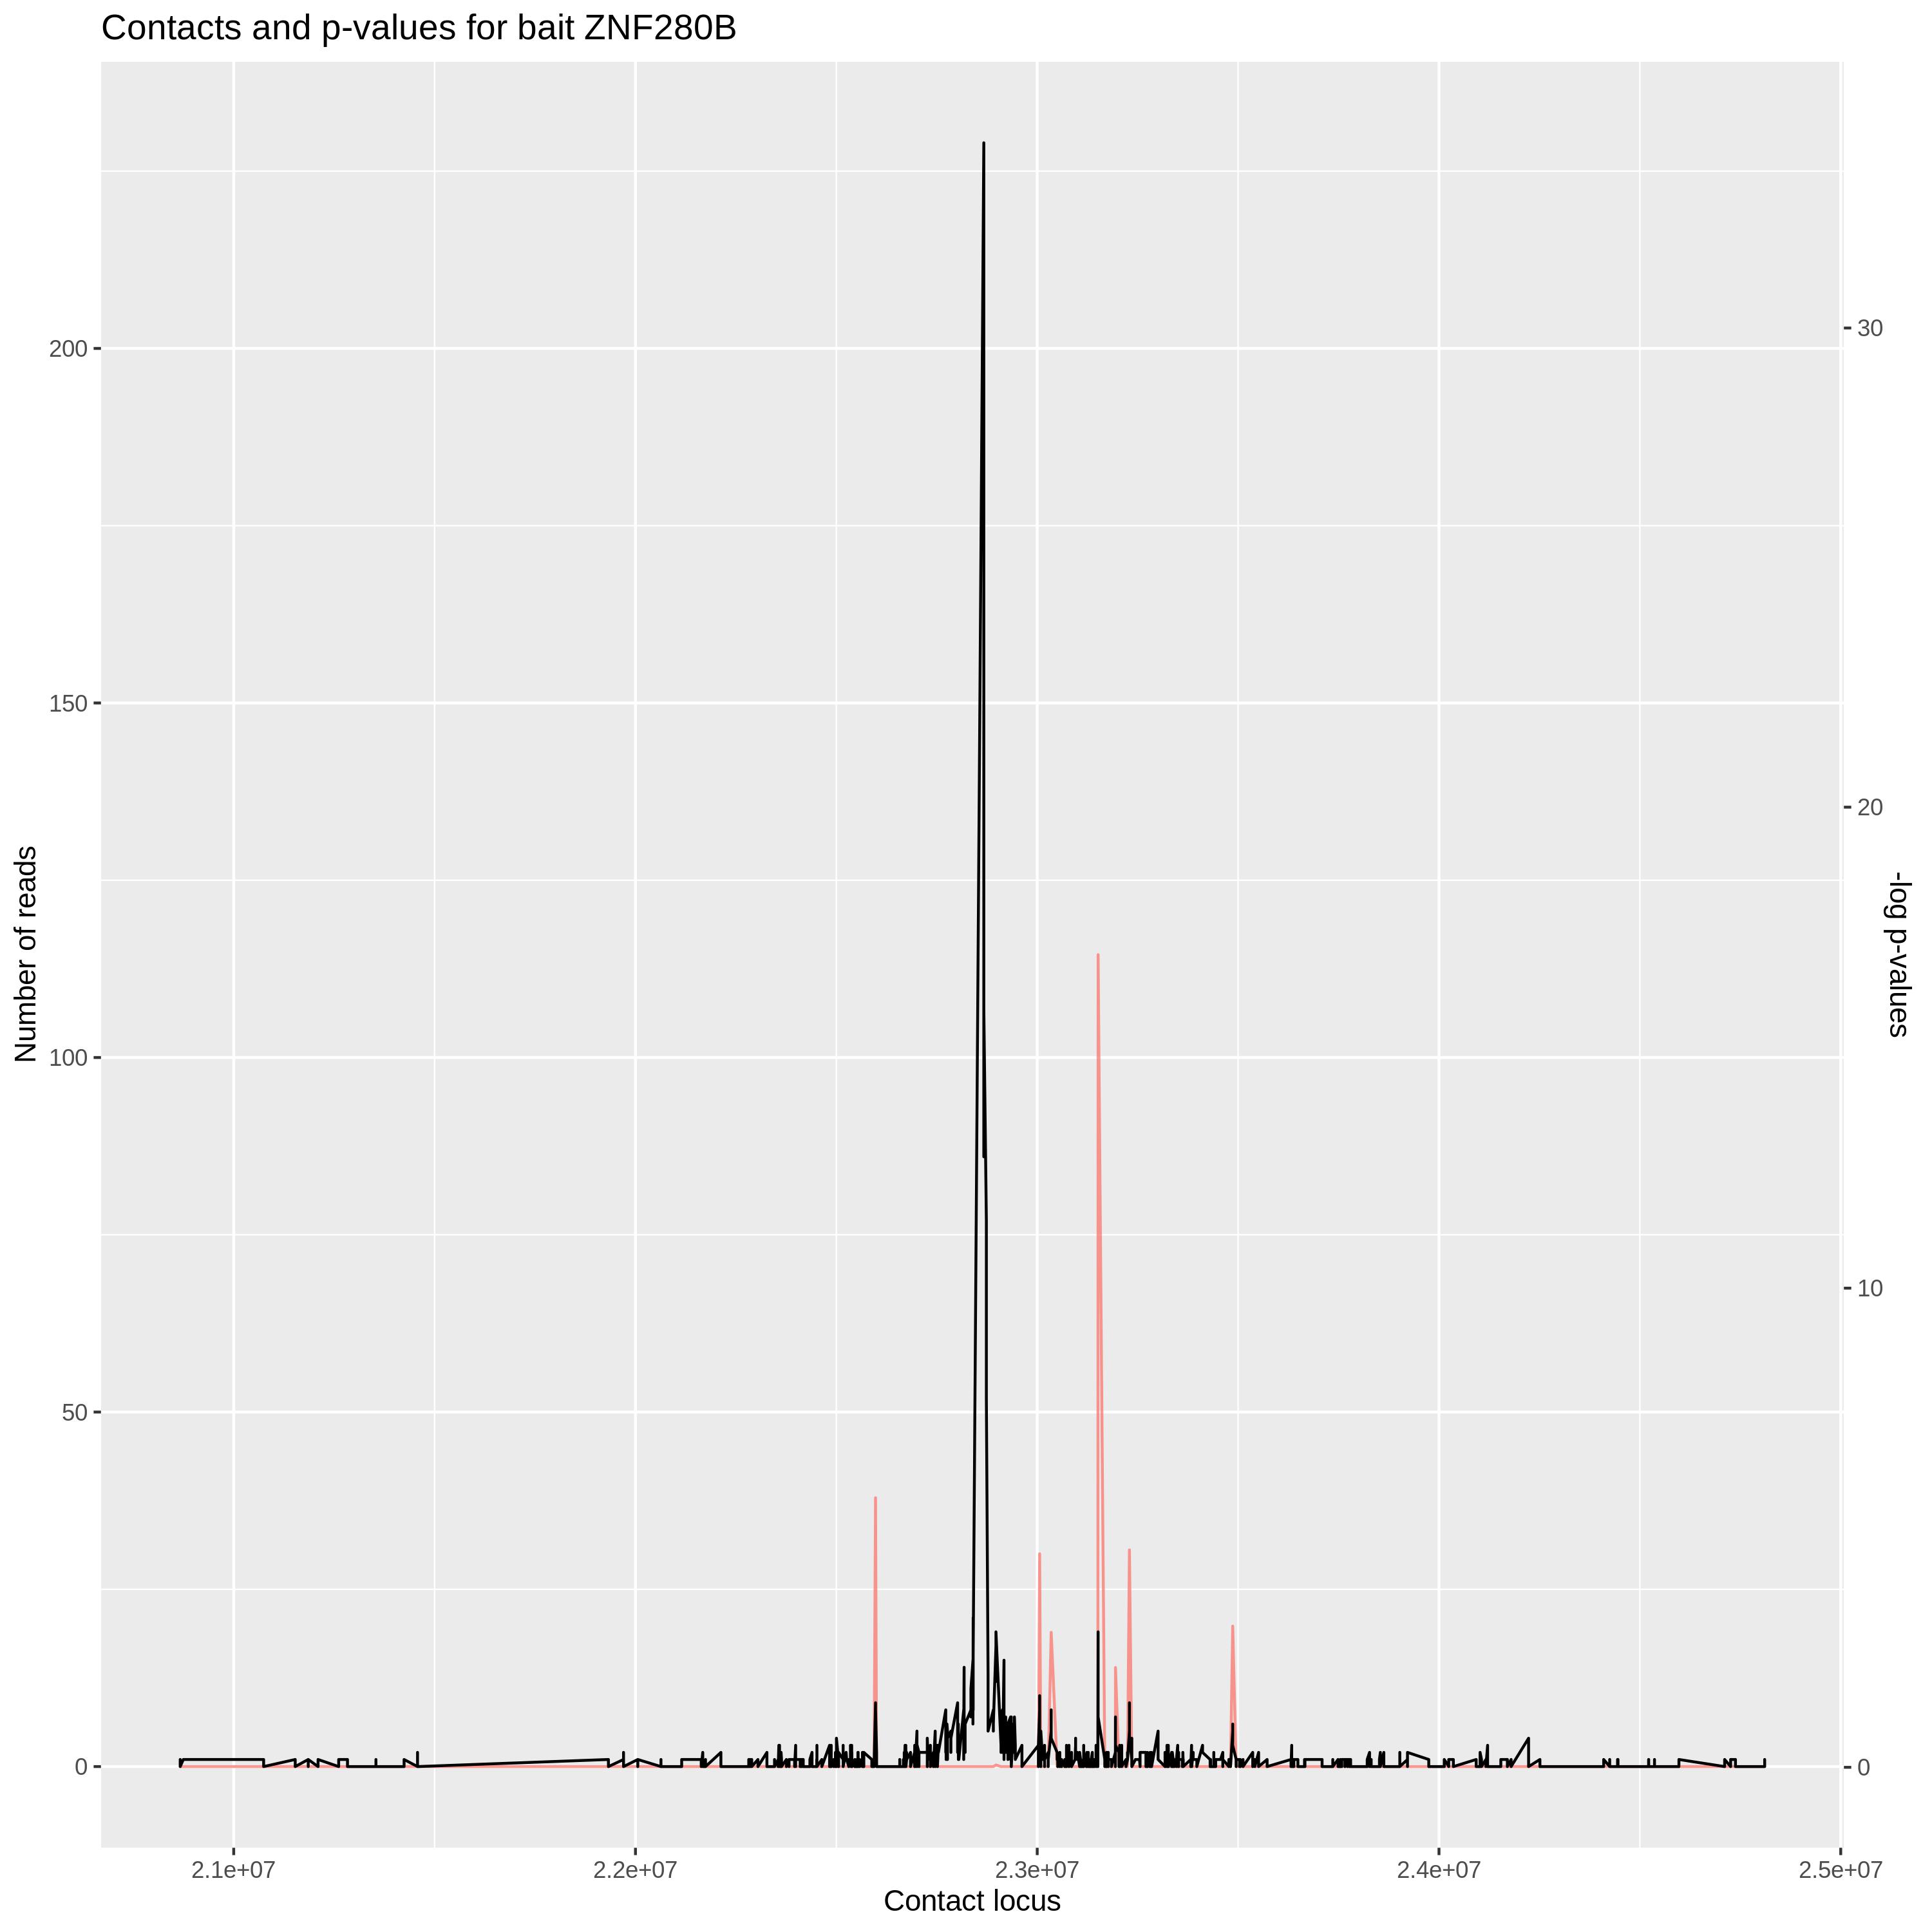 Contacts and p-values for bait ZNF280B
Number of reads
200
150
100
50
0
30
20
10
0
-log p-values
2.1e+07
2.2e+07
2.3e+07
2.4e+07
2.5e+07
Contact locus